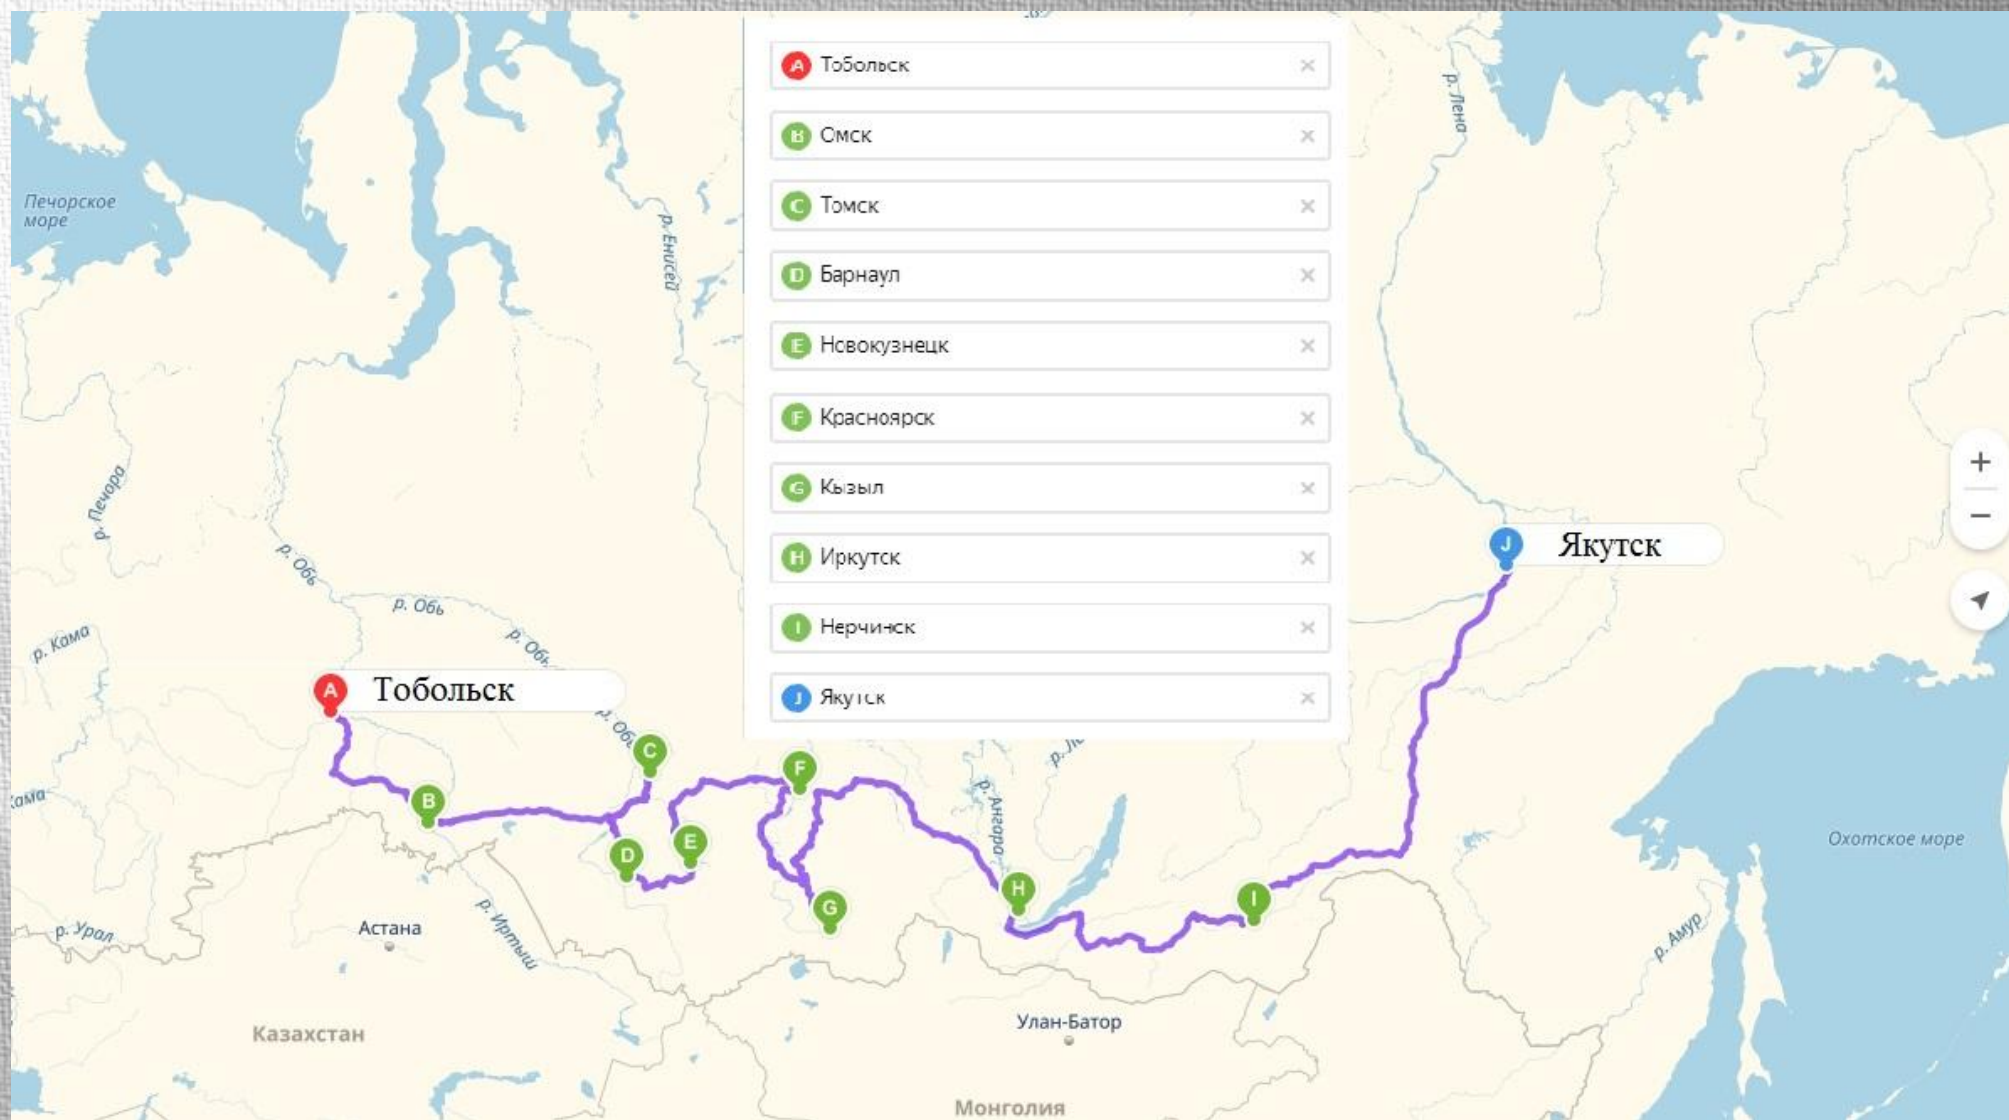 A Тобольск ×
B Омск ×
C Томск ×
D Барнаул ×
E Новокузнецк ×
F Красноярск ×
G Кызыл ×
H Иркутск ×
I Нерчинск ×
J Якутск ×
Печорское
море
р. Енисей
р. Лена
р. Печора
р. Обь
р. Обь
р. Обь
р. Обь
р. Кама
Кама
A Тобольск
J Якутск
+
−
B
C
D
E
F
G
H
I
р. Ангара
Охотское море
р. Урал
Астана
р. Иртыш
р. Амур
Казахстан
Улан-Батор
Монголия